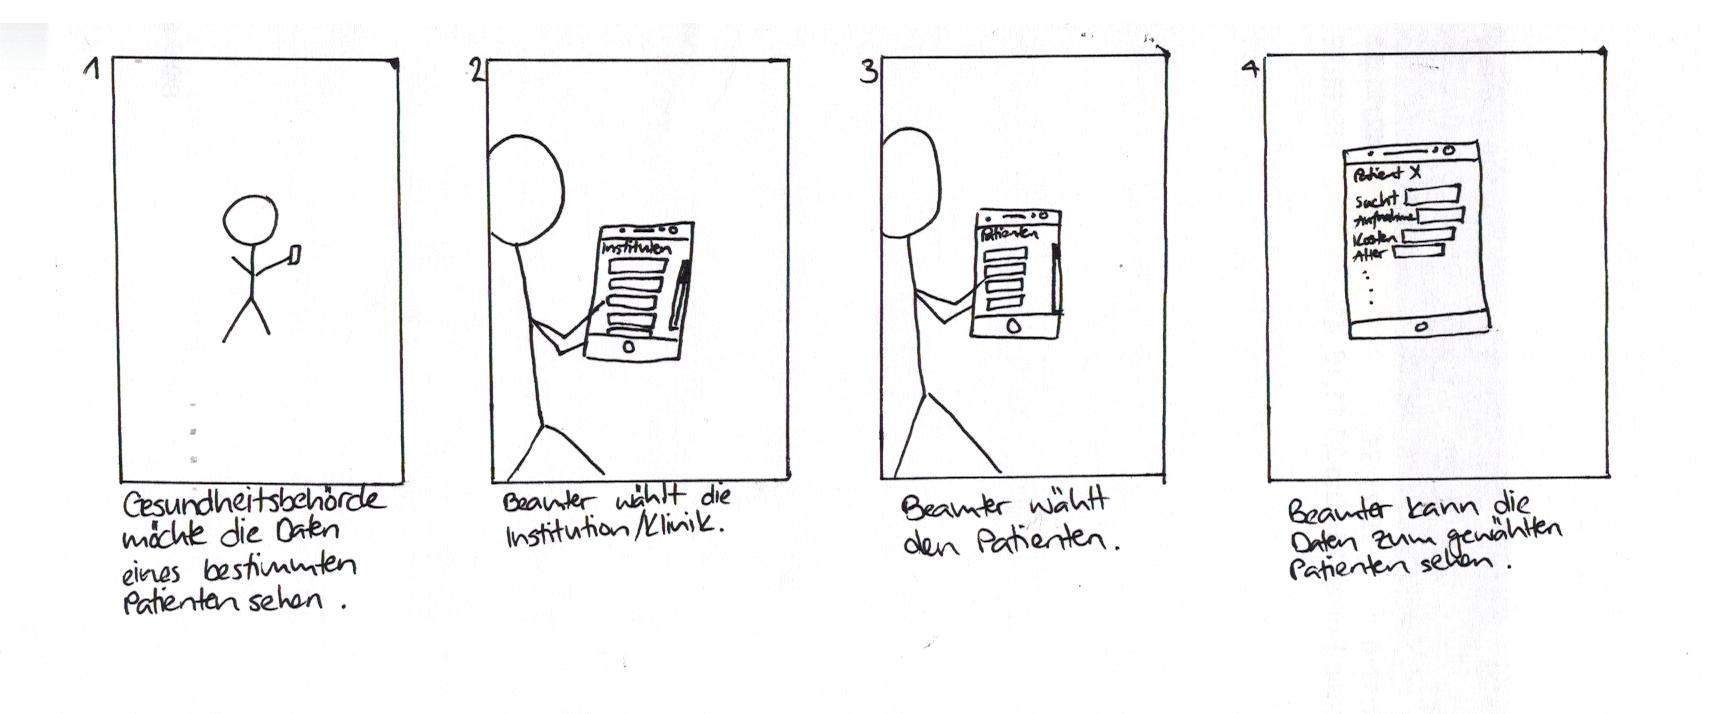 1
Gesundheitsbehörde
möchte die Daten
eines bestimmten
Patienten sehen.
2
Institution
Beamter wählt die
Institution/Klinik.
3
Patienten
Beamter wählt
den Patienten.
4
Patient X
Sucht
Aufnahme
Kosten
Alter
Beamter kann die
Daten zum gewählten
Patienten sehen.